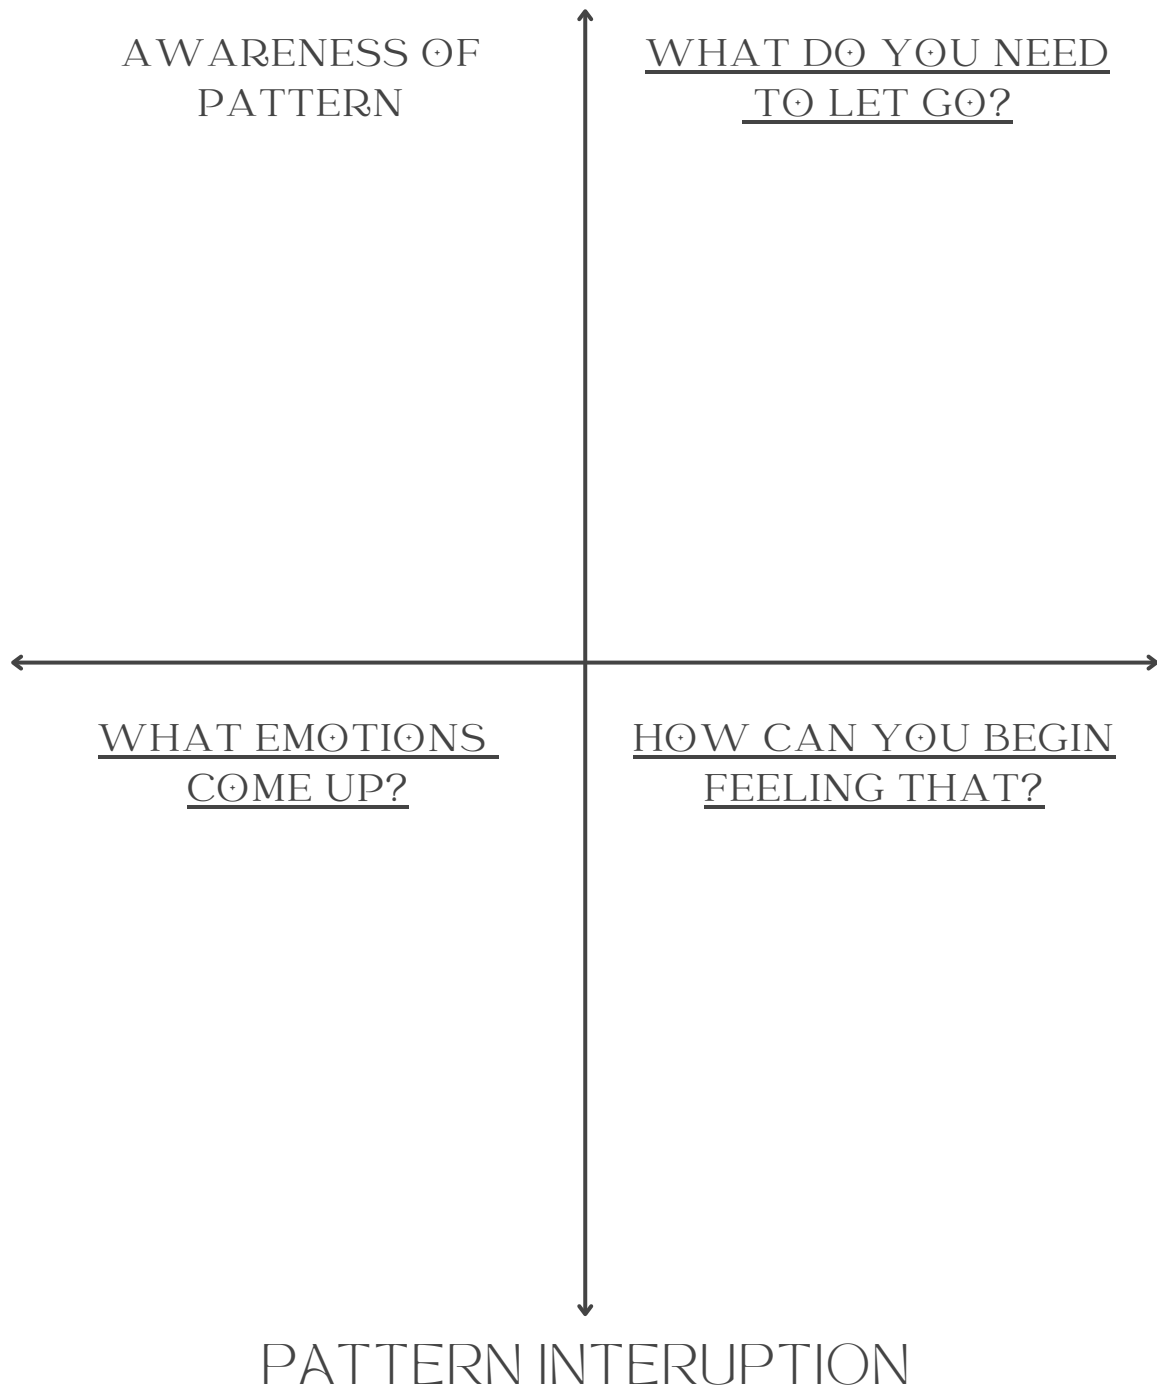 AWARENESS OF
PATTERN
WHAT DO YOU NEED
TO LET GO?
WHAT EMOTIONS
COME UP?
HOW CAN YOU BEGIN
FEELING THAT?
PATTERN INTERUPTION